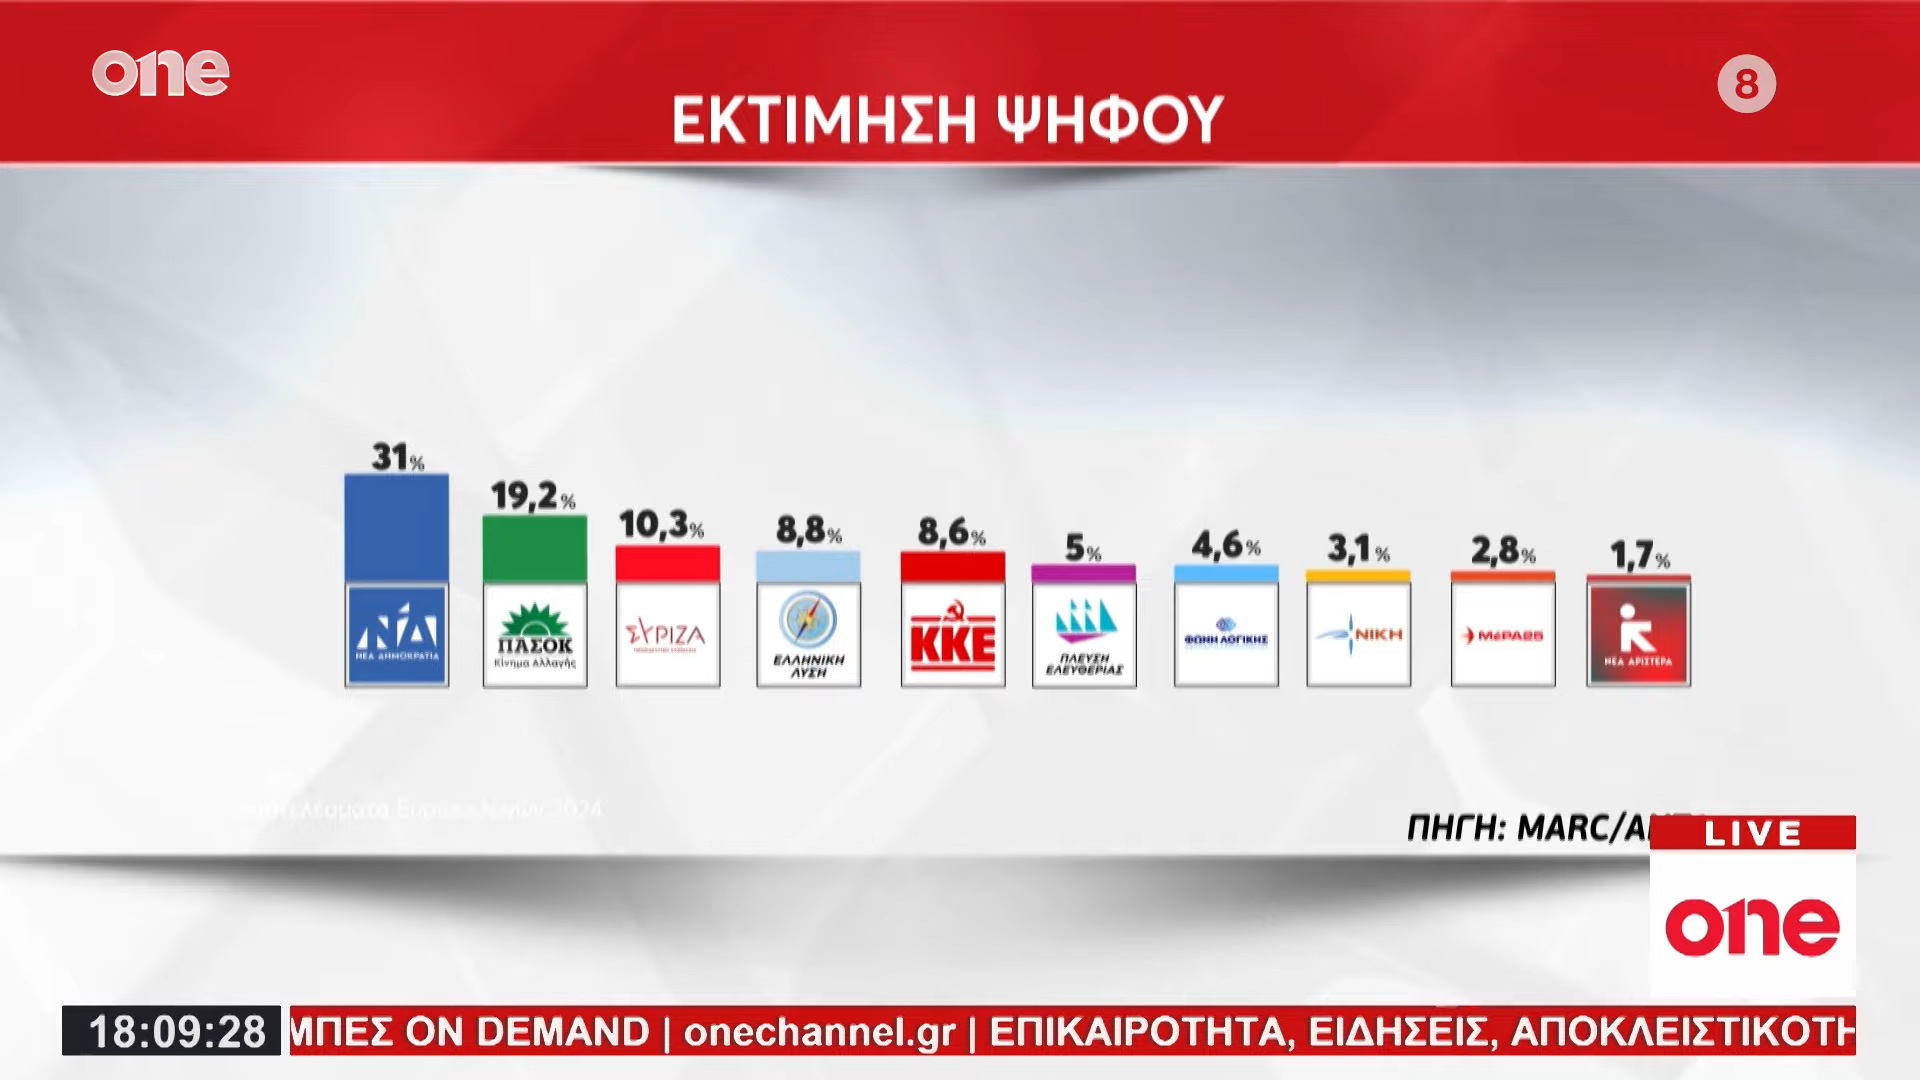 one
8
ΕΚΤΙΜΗΣΗ ΨΗΦΟΥ
31%
19,2%
10,3%
8,8%
8,6%
5%
4,6%
3,1%
2,8%
1,7%
ΝΔ
ΝΕΑ ΔΗΜΟΚΡΑΤΙΑ
ΠΑΣΟΚ
Κίνημα Αλλαγής
ΣΥΡΙΖΑ
ΕΛΛΗΝΙΚΗ
ΛΥΣΗ
ΚΚΕ
ΠΛΕΥΣΗ
ΕΛΕΥΘΕΡΙΑΣ
ΦΩΝΗ ΛΟΓΙΚΗΣ
ΝΙΚΗ
ΜέΡΑ25
ΝΕΑ ΑΡΙΣΤΕΡΑ
2024
ΠΗΓΗ: MARC/
LIVE
one
18:09:28
ΜΠΕΣ ON DEMAND | onechannel.gr | ΕΠΙΚΑΙΡΟΤΗΤΑ, ΕΙΔΗΣΕΙΣ, ΑΠΟΚΛΕΙΣΤΙΚΟΤΗ